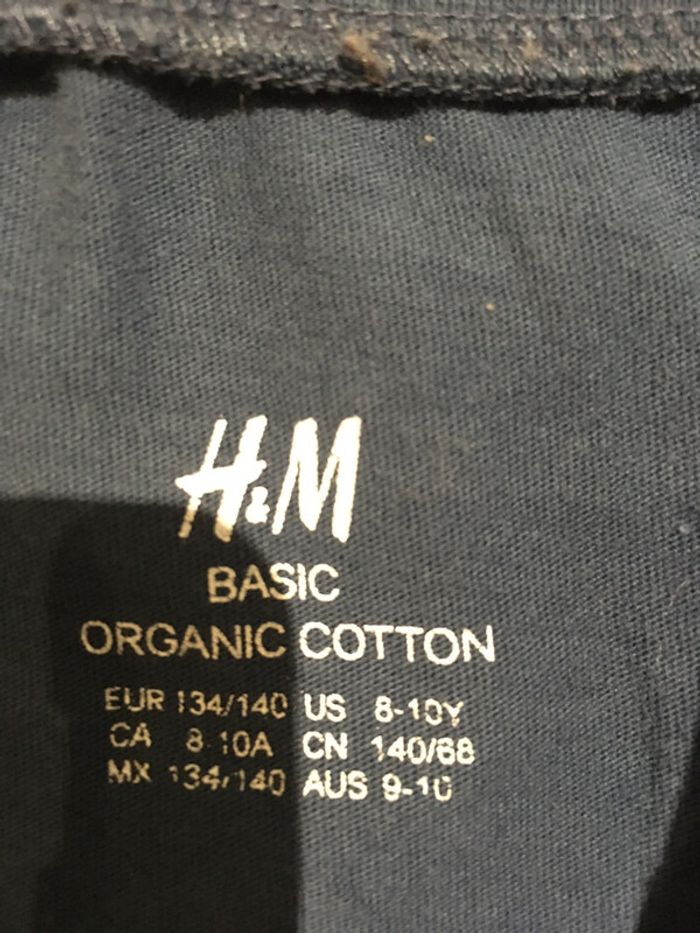 H&M
BASIC
ORGANIC COTTON
EUR 134/140 US 8-10Y
CA 8-10A CN 140/68
MX 134/140 AUS 9-10